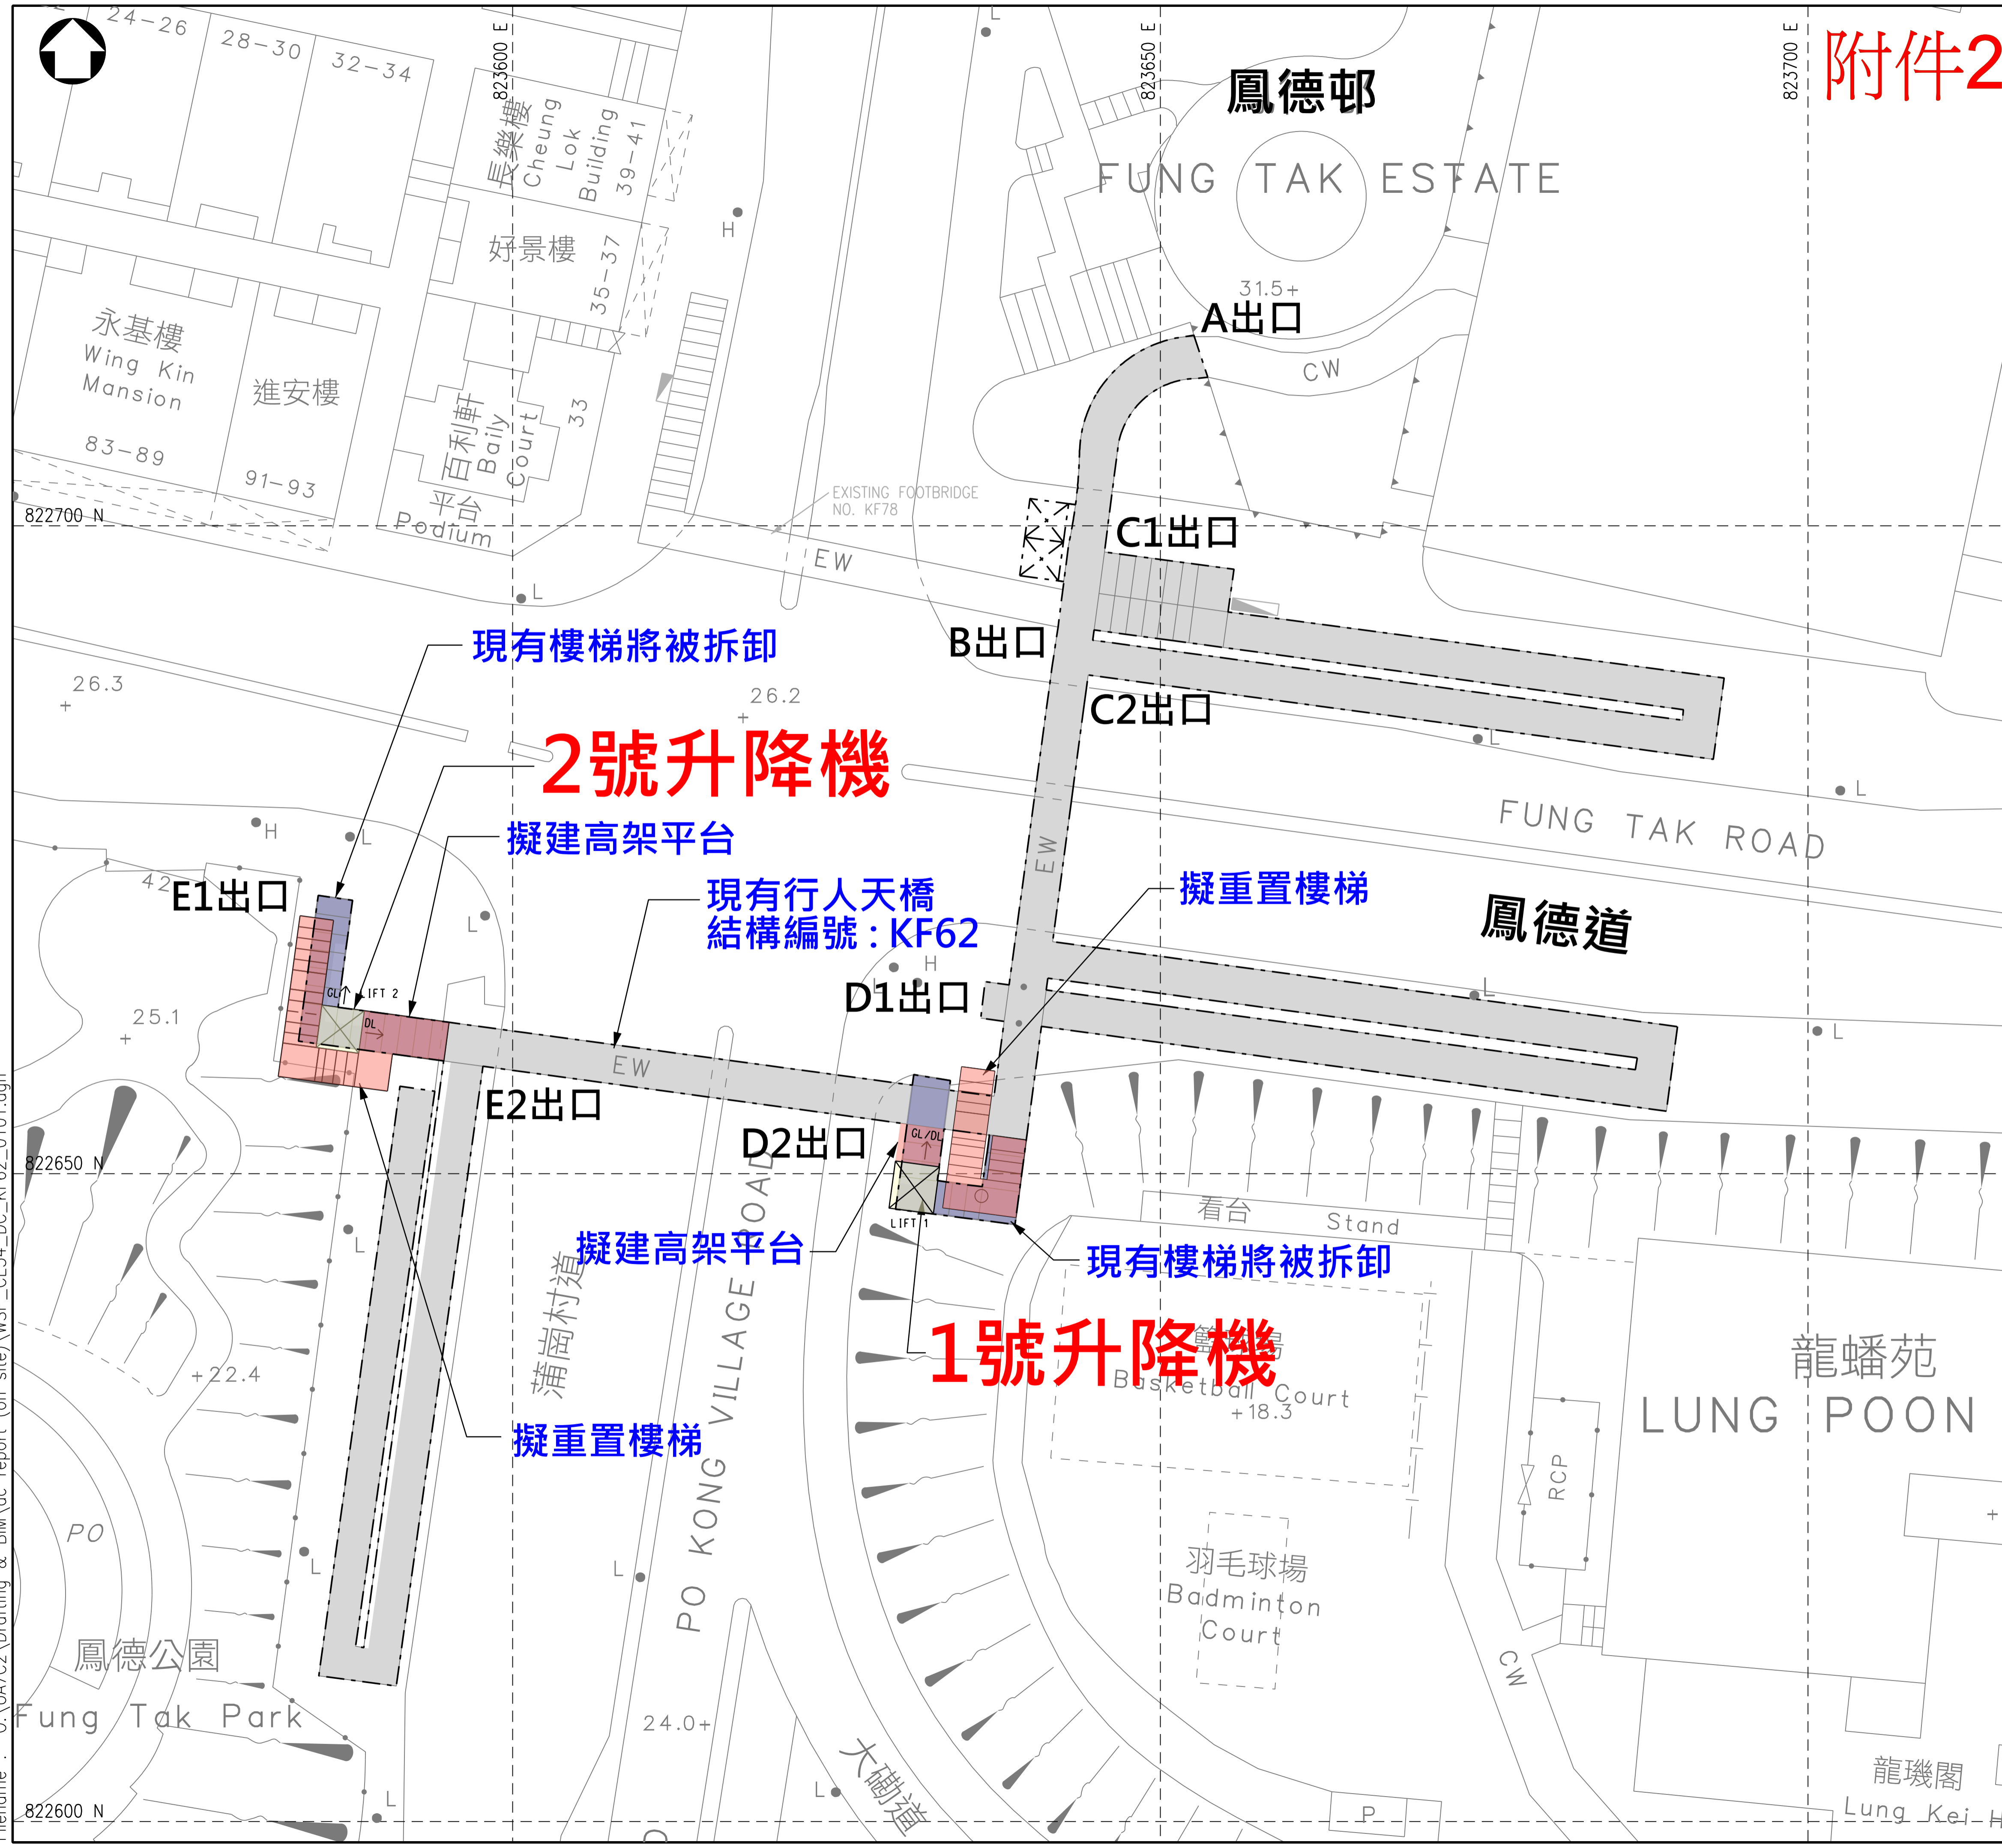 附件2
24-26
28-30
32-34
823600 E
823650 E
823700 E
L
長樂樓
Cheung
Lok
Building
39-41
鳳德邨
FUNG TAK ESTATE
H
好景樓
35-37
31.5+
A出口
CW
永基樓
Wing Kin
Mansion
83-89
進安樓
91-93
百利軒
Baily
Court
33
平台
Podium
EXISTING FOOTBRIDGE
NO. KF78
822700 N
EW
C1出口
L
B出口
現有樓梯將被拆卸
26.3
+
26.2
+
C2出口
L
2號升降機
L
FUNG TAK ROAD
擬建高架平台
H
L
EW
42
E1出口
現有行人天橋
結構編號：KF62
擬重置樓梯
鳳德道
L
H
L
D1出口
L
L
GL
LIFT 2
DL
25.1
+
EW
E2出口
D2出口
GL/DL
822650 N
LIFT 1
看台
Stand
擬建高架平台
現有樓梯將被拆卸
L
蒲崗村道
PO KONG VILLAGE ROAD
1號升降機
籃球場
Basketball Court
+18.3
龍蟠苑
LUNG POON
+22.4
擬重置樓梯
RCP
PO
L
L
羽毛球場
Badminton
Court
+
鳳德公園
Fung Tak Park
CW
24.0+
大磡道
L
L
龍璣閣
Lung Kei H
P
822600 N